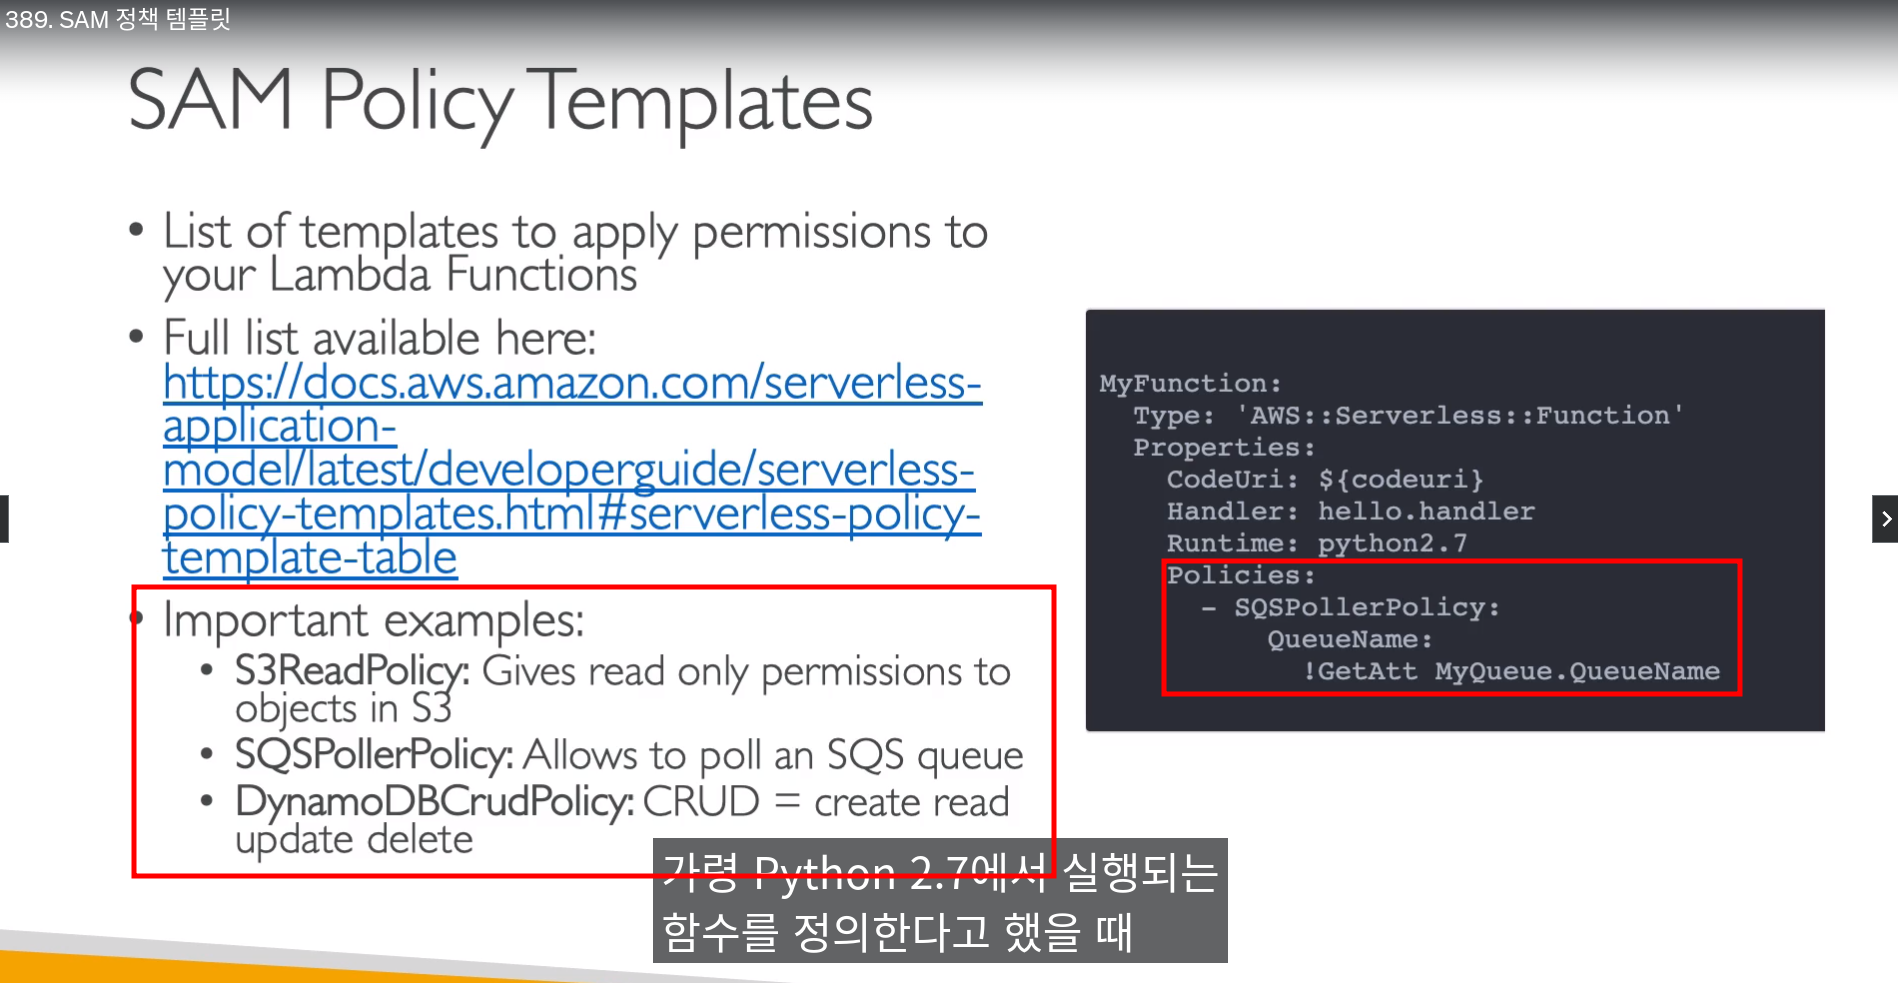 389. SAM 정책 템플릿
SAM Policy Templates
• List of templates to apply permissions to
your Lambda Functions
• Full list available here:
https://docs.aws.amazon.com/serverless-
application-
model/latest/developerguide/serverless-
policy-templates.html#serverless-policy-
template-table
• Important examples:
• S3ReadPolicy: Gives read only permissions to
objects in S3
• SQSPollerPolicy: Allows to poll an SQS queue
• DynamoDBCrudPolicy: CRUD = create read
update delete
MyFunction:
Type: 'AWS::Serverless::Function'
Properties:
CodeUri: ${codeuri}
Handler: hello.handler
Runtime: python2.7
Policies:
- SQSPollerPolicy:
QueueName:
!GetAtt MyQueue.QueueName
가령 Python 2.7에서 실행되는
함수를 정의한다고 했을 때